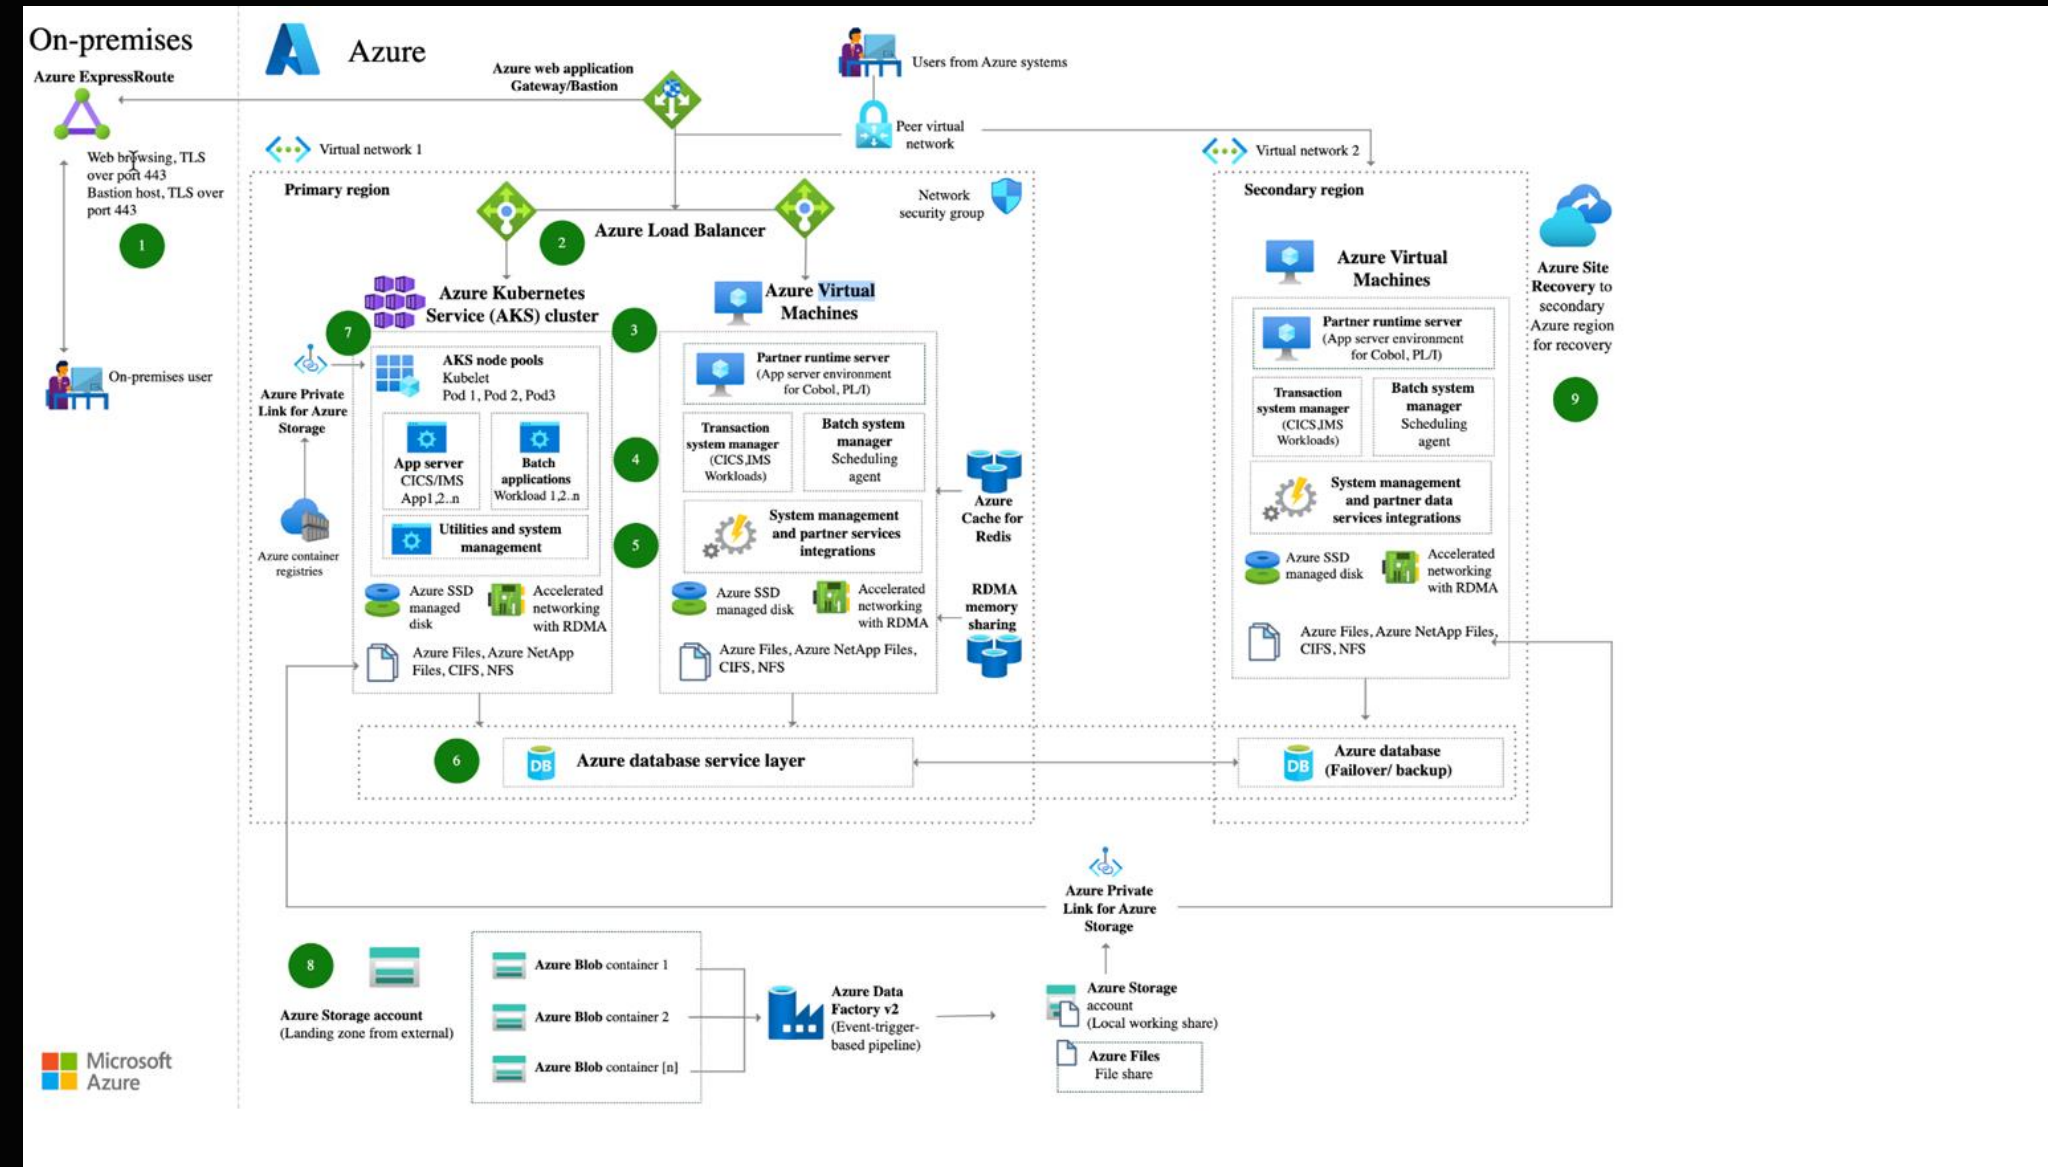 On-premises
Azure ExpressRoute
Web browsing, TLS
over port 443
Bastion host, TLS over
port 443
1
On-premises user
Azure
Azure web application
Gateway/Bastion
Users from Azure systems
Peer virtual
network
Virtual network 1
Primary region
Network
security group
2
Azure Load Balancer
Azure Kubernetes
Service (AKS) cluster
7
Azure Private
Link for Azure
Storage
Azure container
registries
AKS node pools
Kubelet
Pod 1, Pod 2, Pod3
App server
CICS/IMS
App1,2..n
Batch
applications
Workload 1,2..n
Utilities and system
management
Azure SSD
managed
disk
Accelerated
networking
with RDMA
Azure Files, Azure NetApp
Files, CIFS, NFS
3
4
5
Azure Virtual
Machines
Partner runtime server
(App server environment
for Cobol, PL/I)
Transaction
system manager
(CICS,IMS
Workloads)
Batch system
manager
Scheduling
agent
System management
and partner services
integrations
Azure SSD
managed disk
Accelerated
networking
with RDMA
Azure Files, Azure NetApp Files,
CIFS, NFS
Azure
Cache for
Redis
RDMA
memory
sharing
6
DB
Azure database service layer
Virtual network 2
Secondary region
Azure Virtual
Machines
Partner runtime server
(App server environment
for Cobol, PL/I)
Transaction
system manager
(CICS,IMS
Workloads)
Batch system
manager
Scheduling
agent
System management
and partner data
services integrations
Azure SSD
managed disk
Accelerated
networking
with RDMA
Azure Files, Azure NetApp Files,
CIFS, NFS
DB
Azure database
(Failover/ backup)
Azure Site
Recovery to
secondary
Azure region
for recovery
9
Azure Private
Link for Azure
Storage
8
Azure Storage account
(Landing zone from external)
Azure Blob container 1
Azure Blob container 2
Azure Blob container [n]
Azure Data
Factory v2
(Event-trigger-
based pipeline)
Azure Storage
account
(Local working share)
Azure Files
File share
Microsoft
Azure